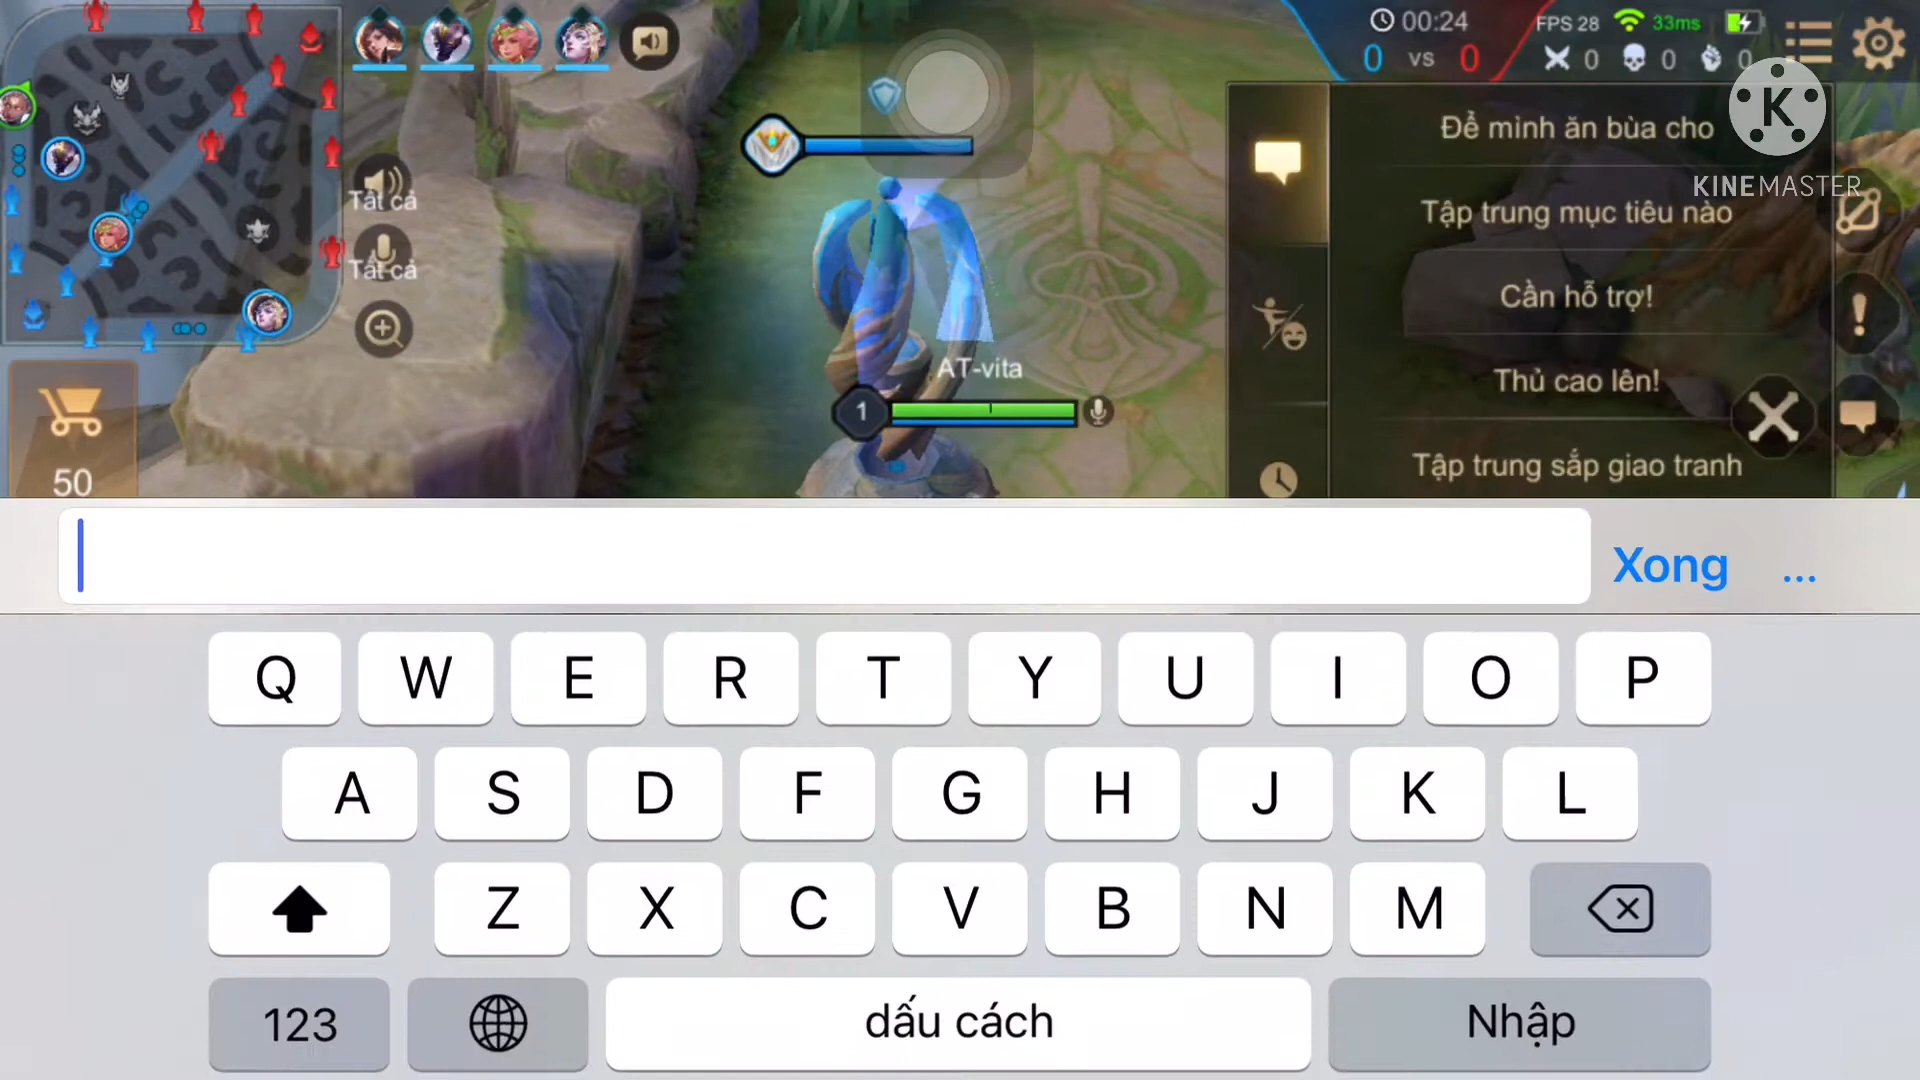 00:24
FPS 28
33ms
0 vs 0
0
0
0
Tất cả
Tất cả
50
AT-vita
1
Để mình ăn bùa cho
Tập trung mục tiêu nào
Cần hỗ trợ!
Thủ cao lên!
Tập trung sắp giao tranh
K
KINEMASTER
Xong
...
Q W E R T Y U I O P
A S D F G H J K L
Z X C V B N M
123
dấu cách
Nhập